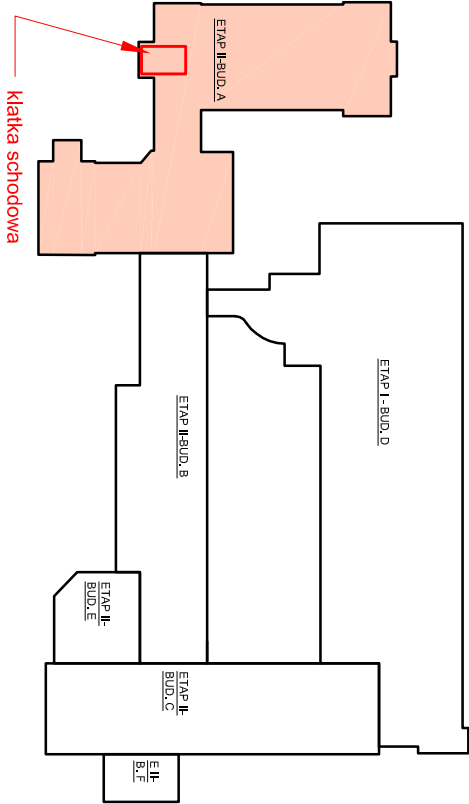 ETAP II-BUD. A
klatka schodowa
ETAP I - BUD. D
ETAP II-BUD. B
ETAP II-
BUD. E
ETAP II-
BUD. C
E II-
B. F